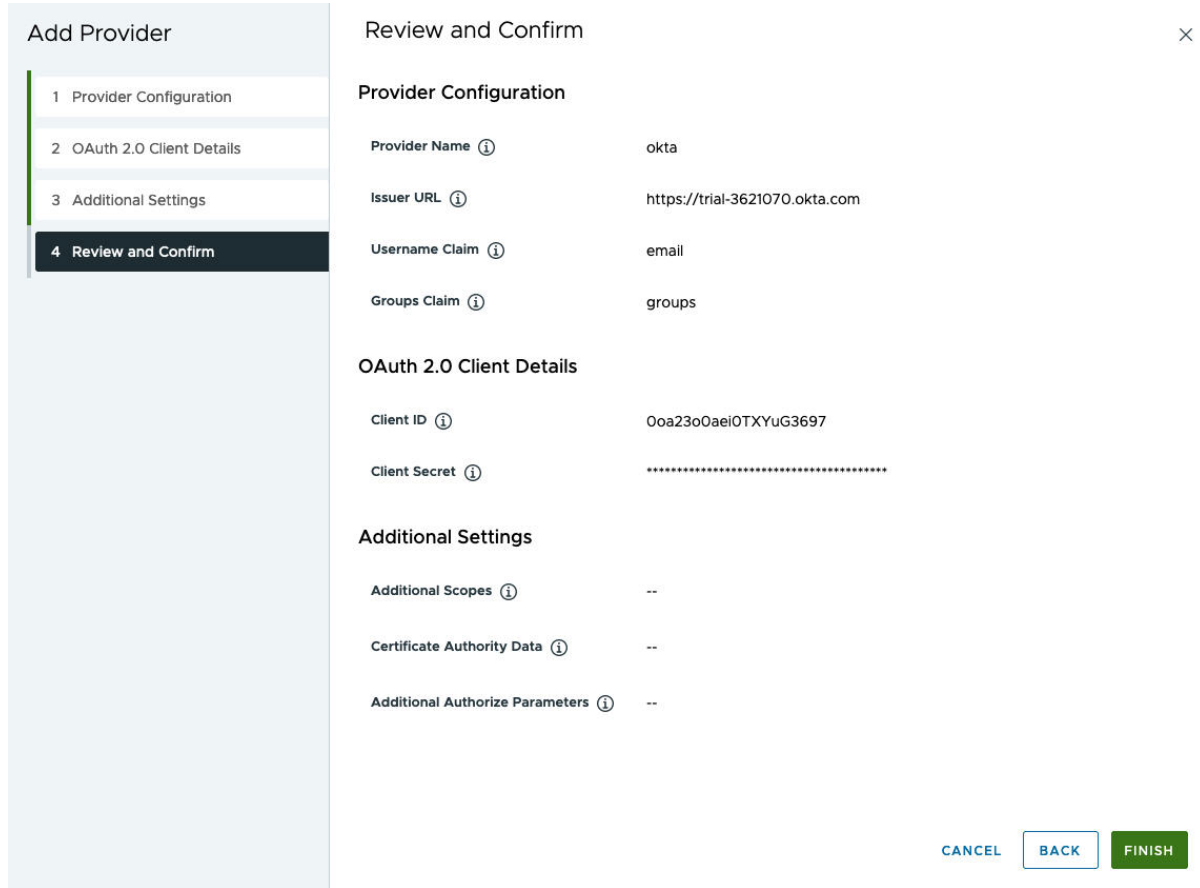 Add Provider
1 Provider Configuration
2 OAuth 2.0 Client Details
3 Additional Settings
4 Review and Confirm
Review and Confirm
Provider Configuration
Provider Name okta
Issuer URL https://trial-3621070.okta.com
Username Claim email
Groups Claim groups
OAuth 2.0 Client Details
Client ID 0oa23o0aei0TXYuG3697
Client Secret ****************************************
Additional Settings
Additional Scopes --
Certificate Authority Data --
Additional Authorize Parameters --
CANCEL BACK FINISH